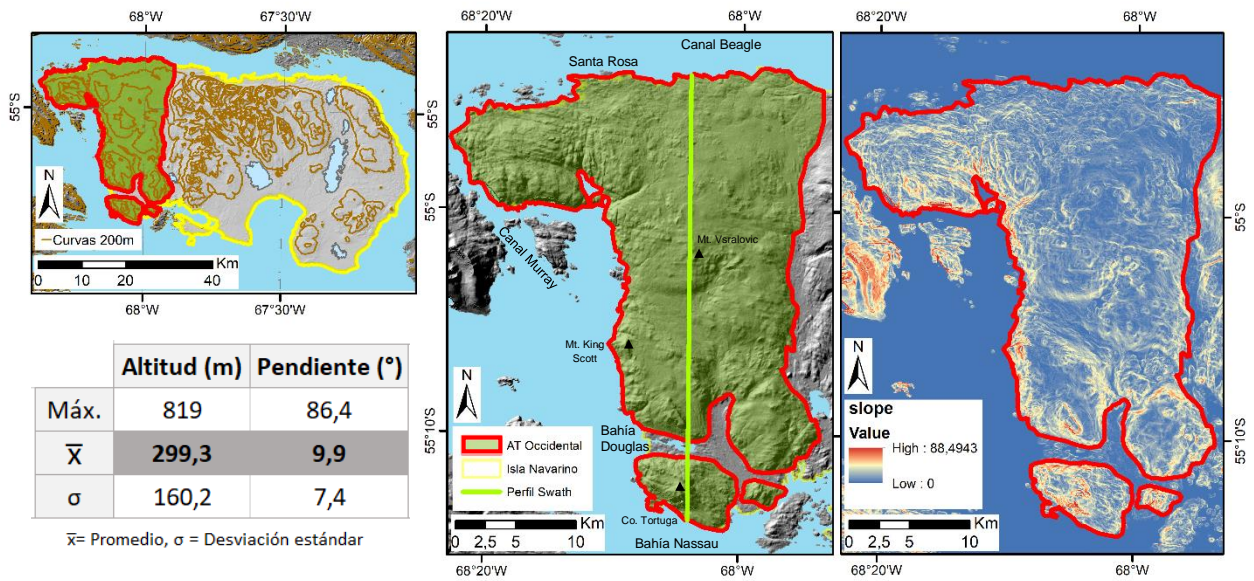 68°W
67°30'W
55°S
N
Curvas 200m
Km
0 10 20 40
68°W
67°30'W
Altitud (m) Pendiente (°)
Máx. 819 86,4
x̅ 299,3 9,9
σ 160,2 7,4
x̅= Promedio, σ = Desviación estándar
68°20'W
68°W
Canal Beagle
Santa Rosa
55°S
55°S
Canal Murray
Mt. Vsralovic
Mt. King
Scott
N
55°10'S
Bahía
Douglas
AT Occidental
Isla Navarino
Perfil Swath
Km
0 2,5 5 10
Co. Tortuga
Bahía Nassau
68°20'W
68°W
68°20'W
68°W
55°S
55°S
N
slope
Value
High : 88,4943
Low : 0
55°10'S
Km
0 2,5 5 10
68°20'W
68°W